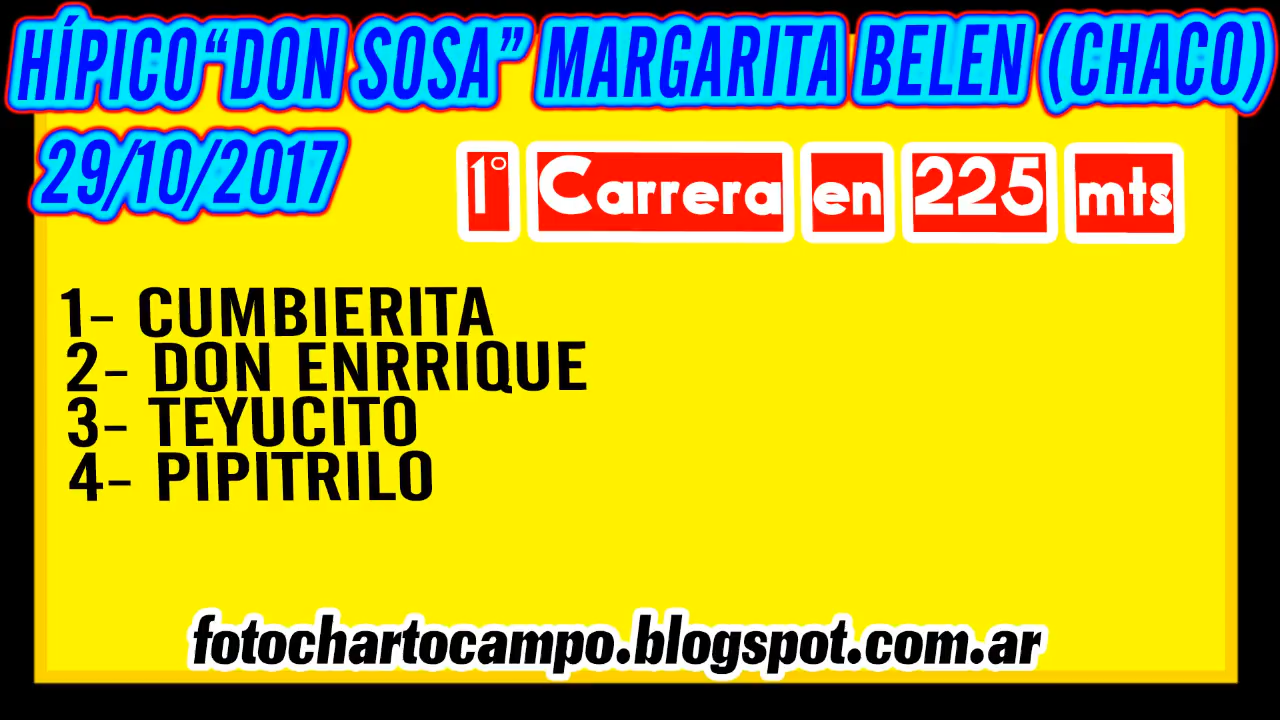 HÍPICO“DON SOSA” MARGARITA BELEN (CHACO)
29/10/2017
1° Carrera en 225 mts
1- CUMBIERITA
2- DON ENRRIQUE
3- TEYUCITO
4- PIPITRILO
fotochartocampo.blogspot.com.ar